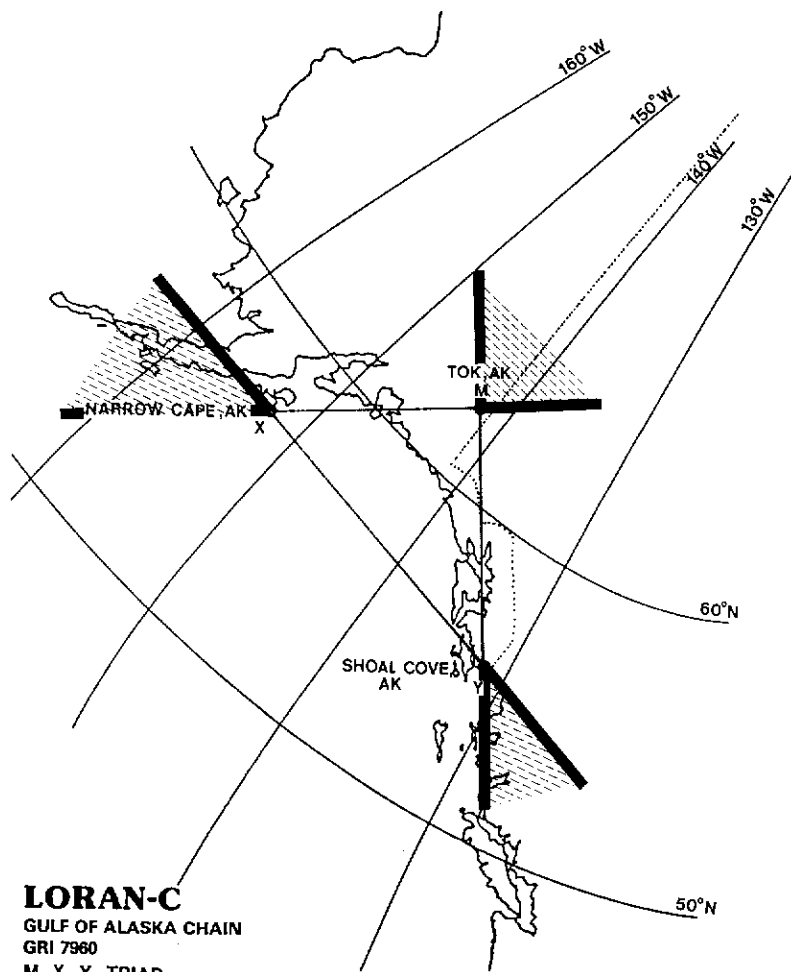 160°W
150°W
140°W
130°W
TOK, AK
M
NARROW CAPE, AK
X
60°N
SHOAL COVE,
AK
Y
LORAN-C
GULF OF ALASKA CHAIN
50°N
GRI 7960
M, X, Y, TRIAD